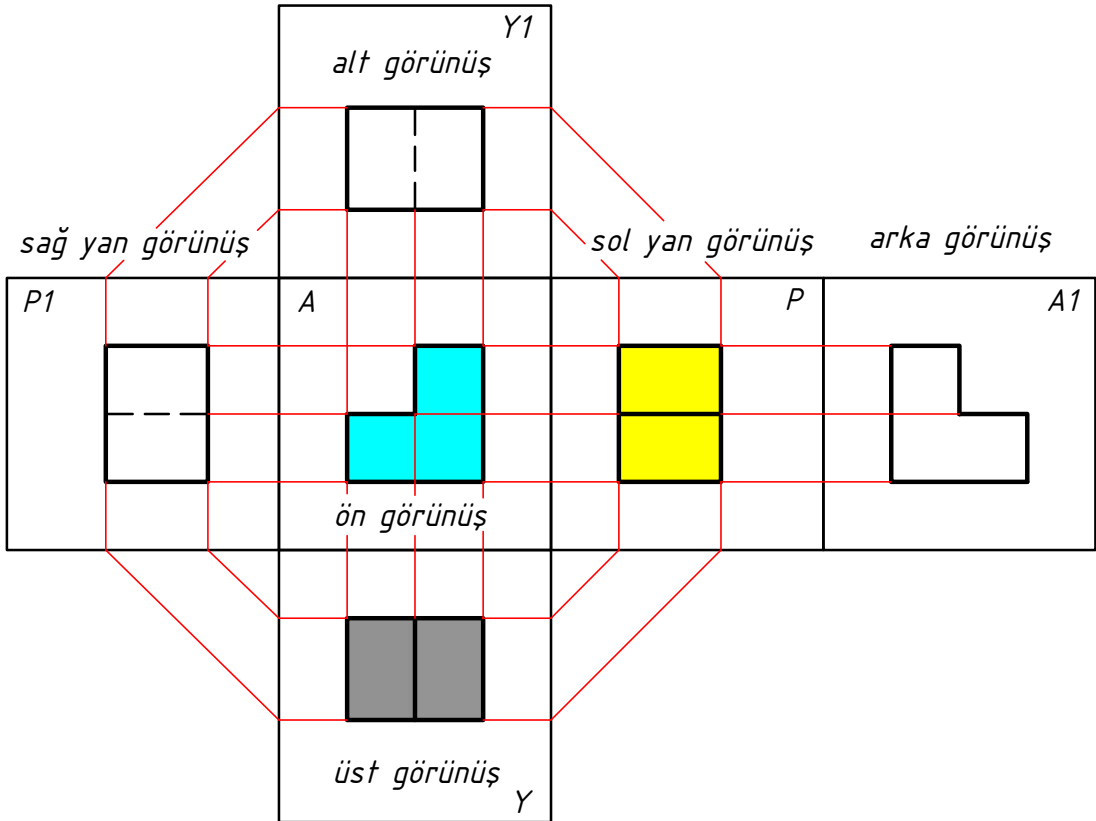 Y1
alt görünüş
sağ yan görünüş
sol yan görünüş
arka görünüş
P1
A
P
A1
ön görünüş
üst görünüş
Y